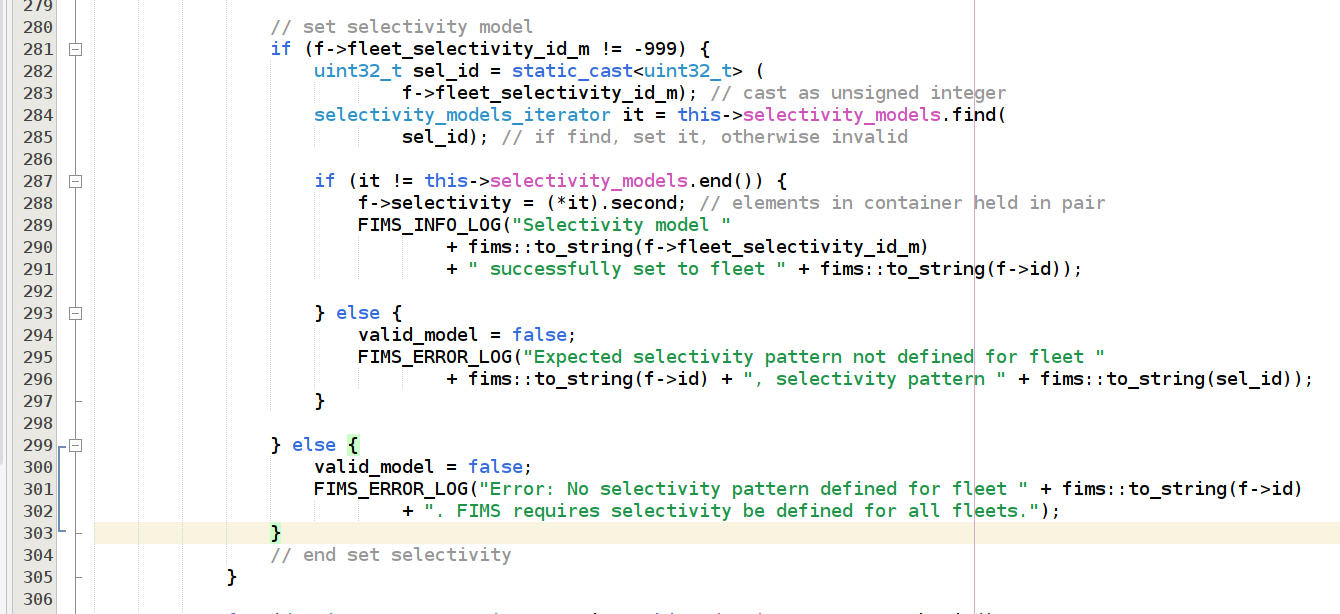 279
280 // set selectivity model
281 if (f->fleet_selectivity_id_m != -999) {
282 uint32_t sel_id = static_cast<uint32_t> (
283 f->fleet_selectivity_id_m); // cast as unsigned integer
284 selectivity_models_iterator it = this->selectivity_models.find(
285 sel_id); // if find, set it, otherwise invalid
286
287 if (it != this->selectivity_models.end()) {
288 f->selectivity = (*it).second; // elements in container held in pair
289 FIMS_INFO_LOG("Selectivity model "
290 + fims::to_string(f->fleet_selectivity_id_m)
291 + " successfully set to fleet " + fims::to_string(f->id));
292
293 } else {
294 valid_model = false;
295 FIMS_ERROR_LOG("Expected selectivity pattern not defined for fleet "
296 + fims::to_string(f->id) + ", selectivity pattern " + fims::to_string(sel_id));
297 }
298
299 } else {
300 valid_model = false;
301 FIMS_ERROR_LOG("Error: No selectivity pattern defined for fleet " + fims::to_string(f->id)
302 + ". FIMS requires selectivity be defined for all fleets.");
303 }
304 // end set selectivity
305 }
306